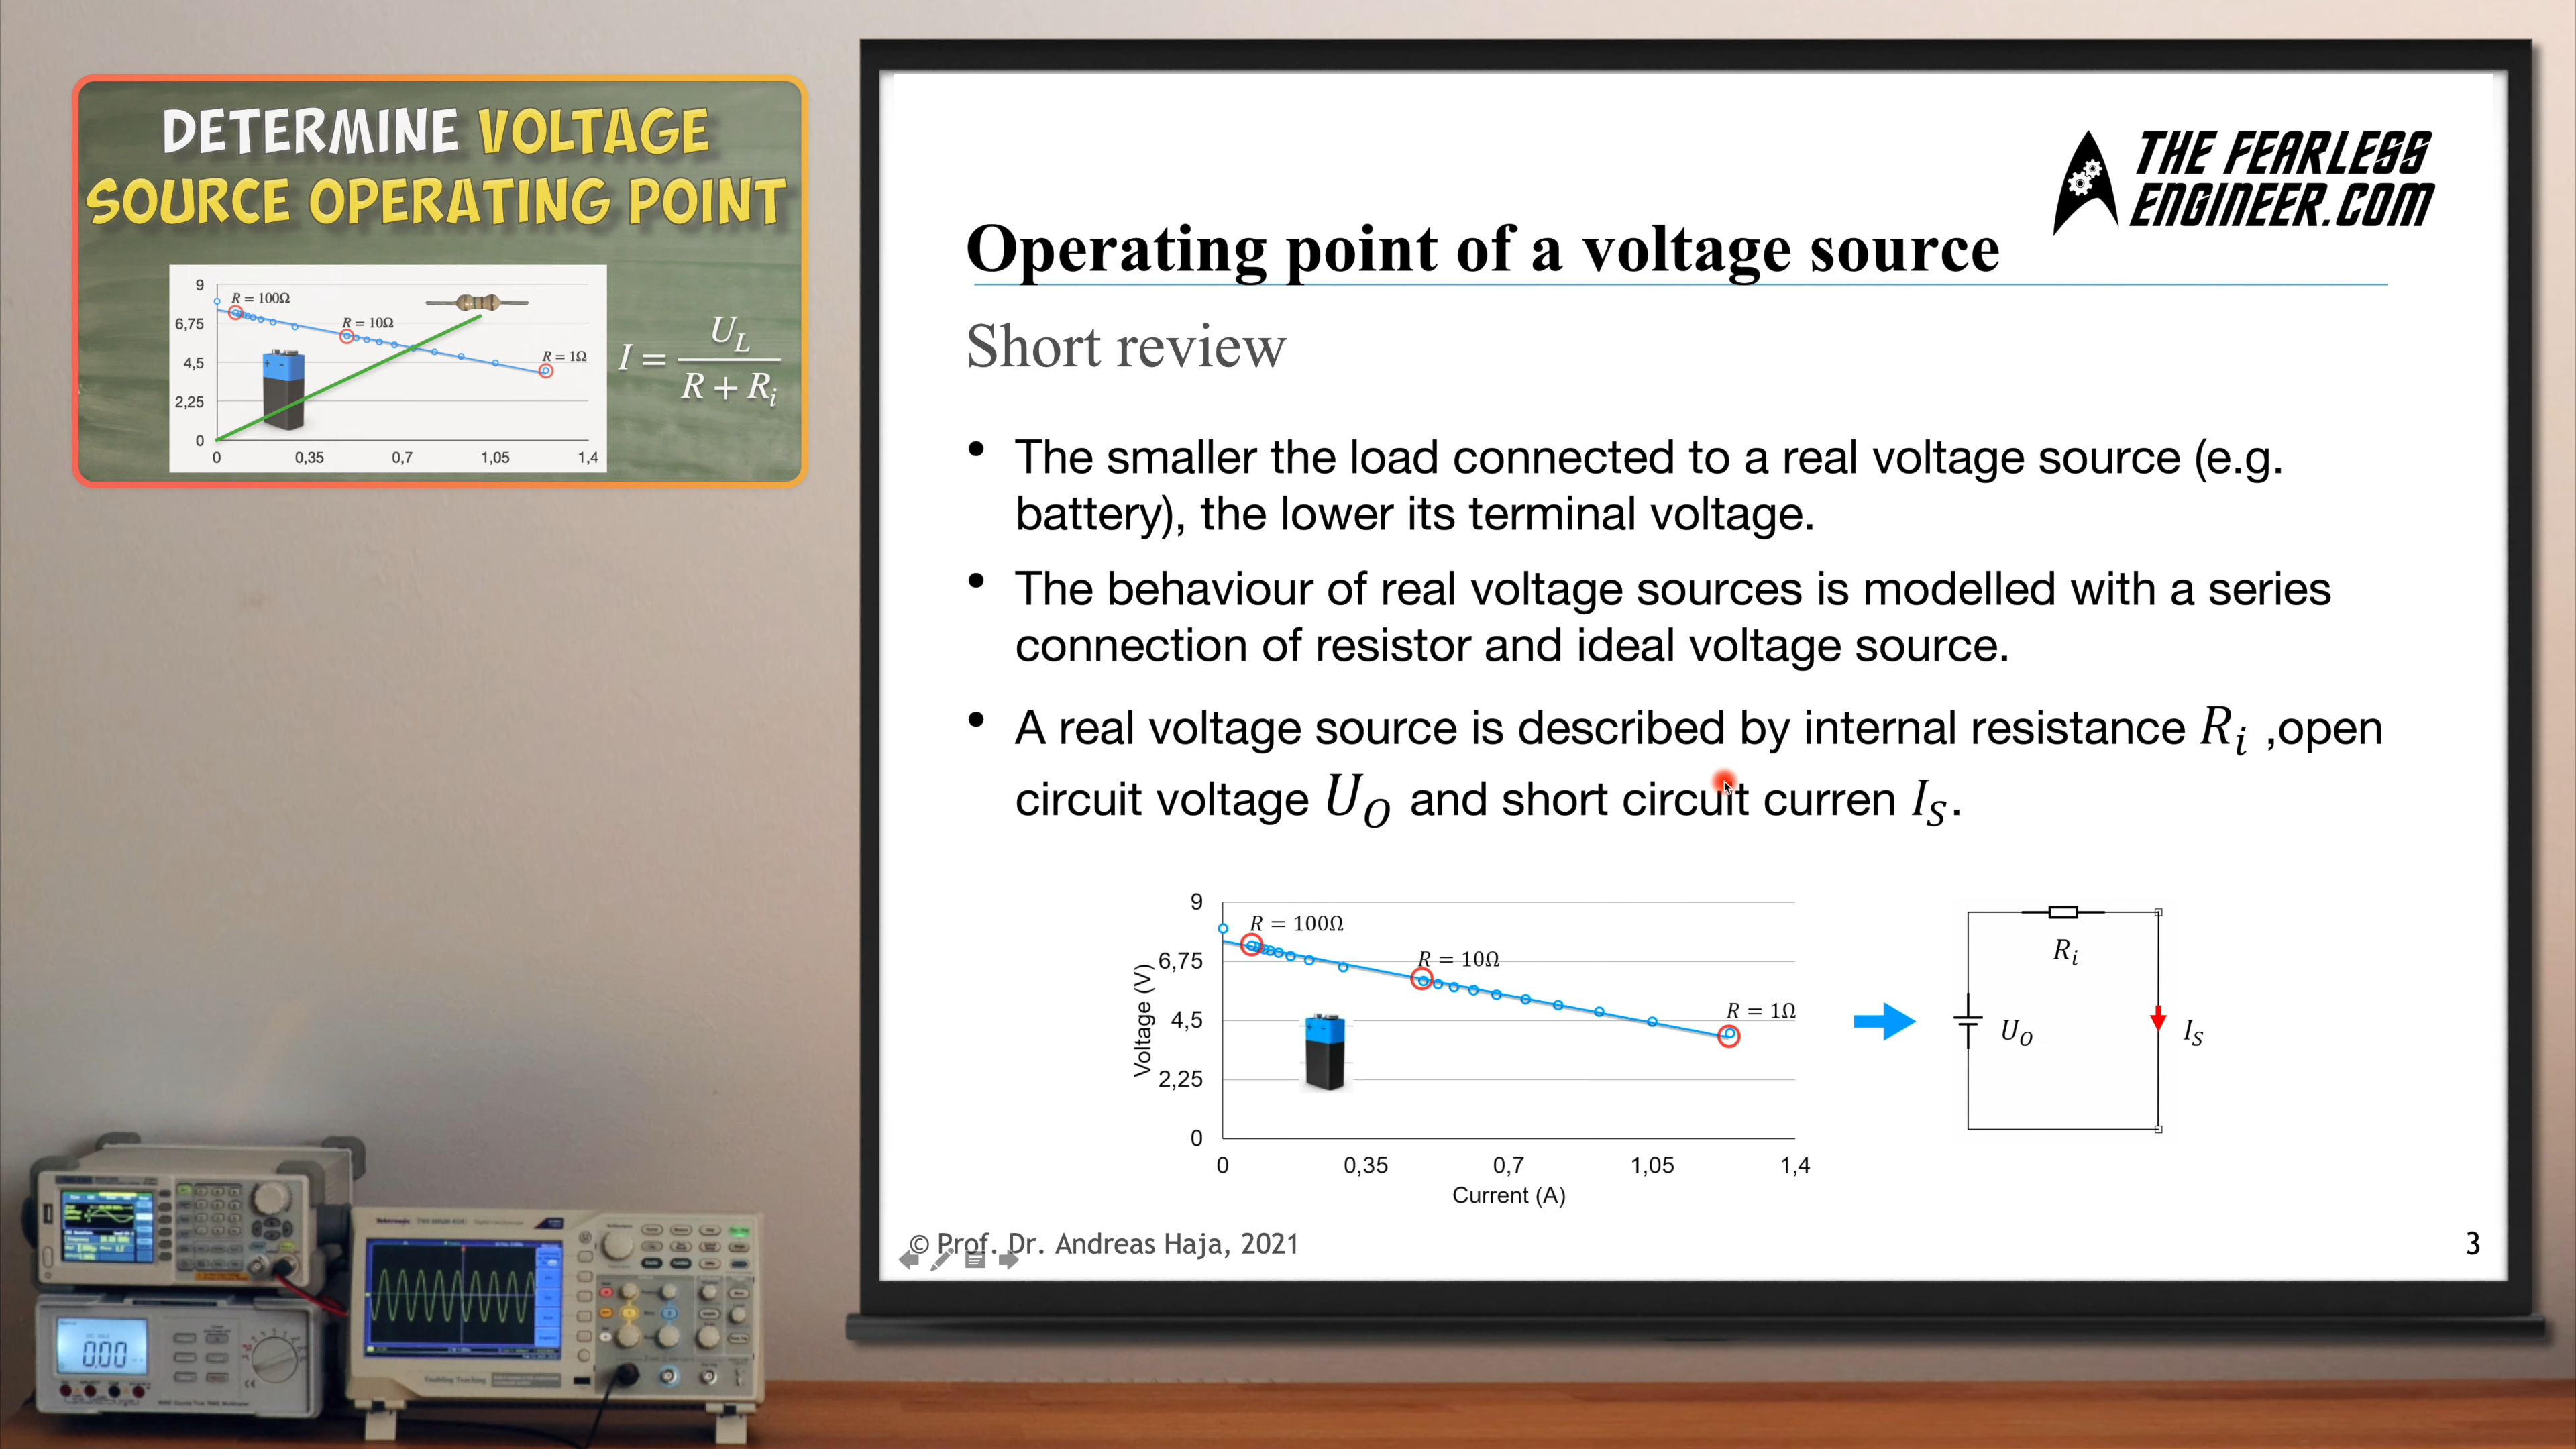 DETERMINE VOLTAGE
SOURCE OPERATING POINT
9
R = 100Ω
6,75
R = 10Ω
4,5
R = 1Ω
2,25
0
0
0,35
0,7
1,05
1,4
I = U_L / (R + R_i)
THE FEARLESS
ENGINEER.COM
Operating point of a voltage source
Short review
• The smaller the load connected to a real voltage source (e.g.
battery), the lower its terminal voltage.
• The behaviour of real voltage sources is modelled with a series
connection of resistor and ideal voltage source.
• A real voltage source is described by internal resistance R_i ,open
circuit voltage U_O and short circuit curren I_S.
9
R = 100Ω
6,75
R = 10Ω
4,5
R = 1Ω
2,25
0
Voltage (V)
0
0,35
0,7
1,05
1,4
Current (A)
R_i
U_O
I_S
© Prof. Dr. Andreas Haja, 2021
3
Tektronix
0.00